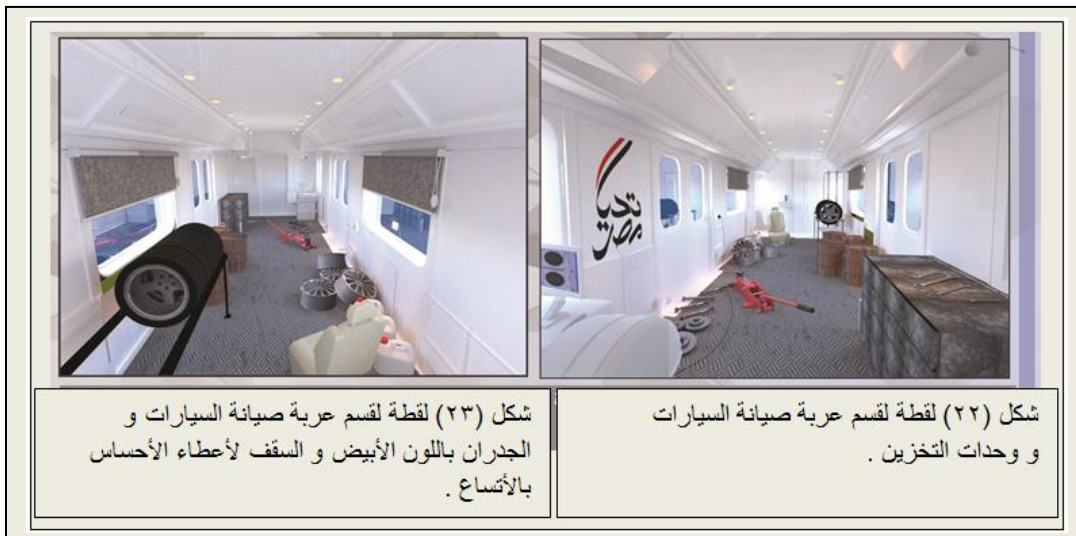 تحيا
مصر
شكل (٢٢) لقطة لقسم عربة صيانة السيارات
و وحدات التخزين .
شكل (٢٣) لقطة لقسم عربة صيانة السيارات و
الجدران باللون الأبيض و السقف لأعطاء الأحساس
بالأتساع .